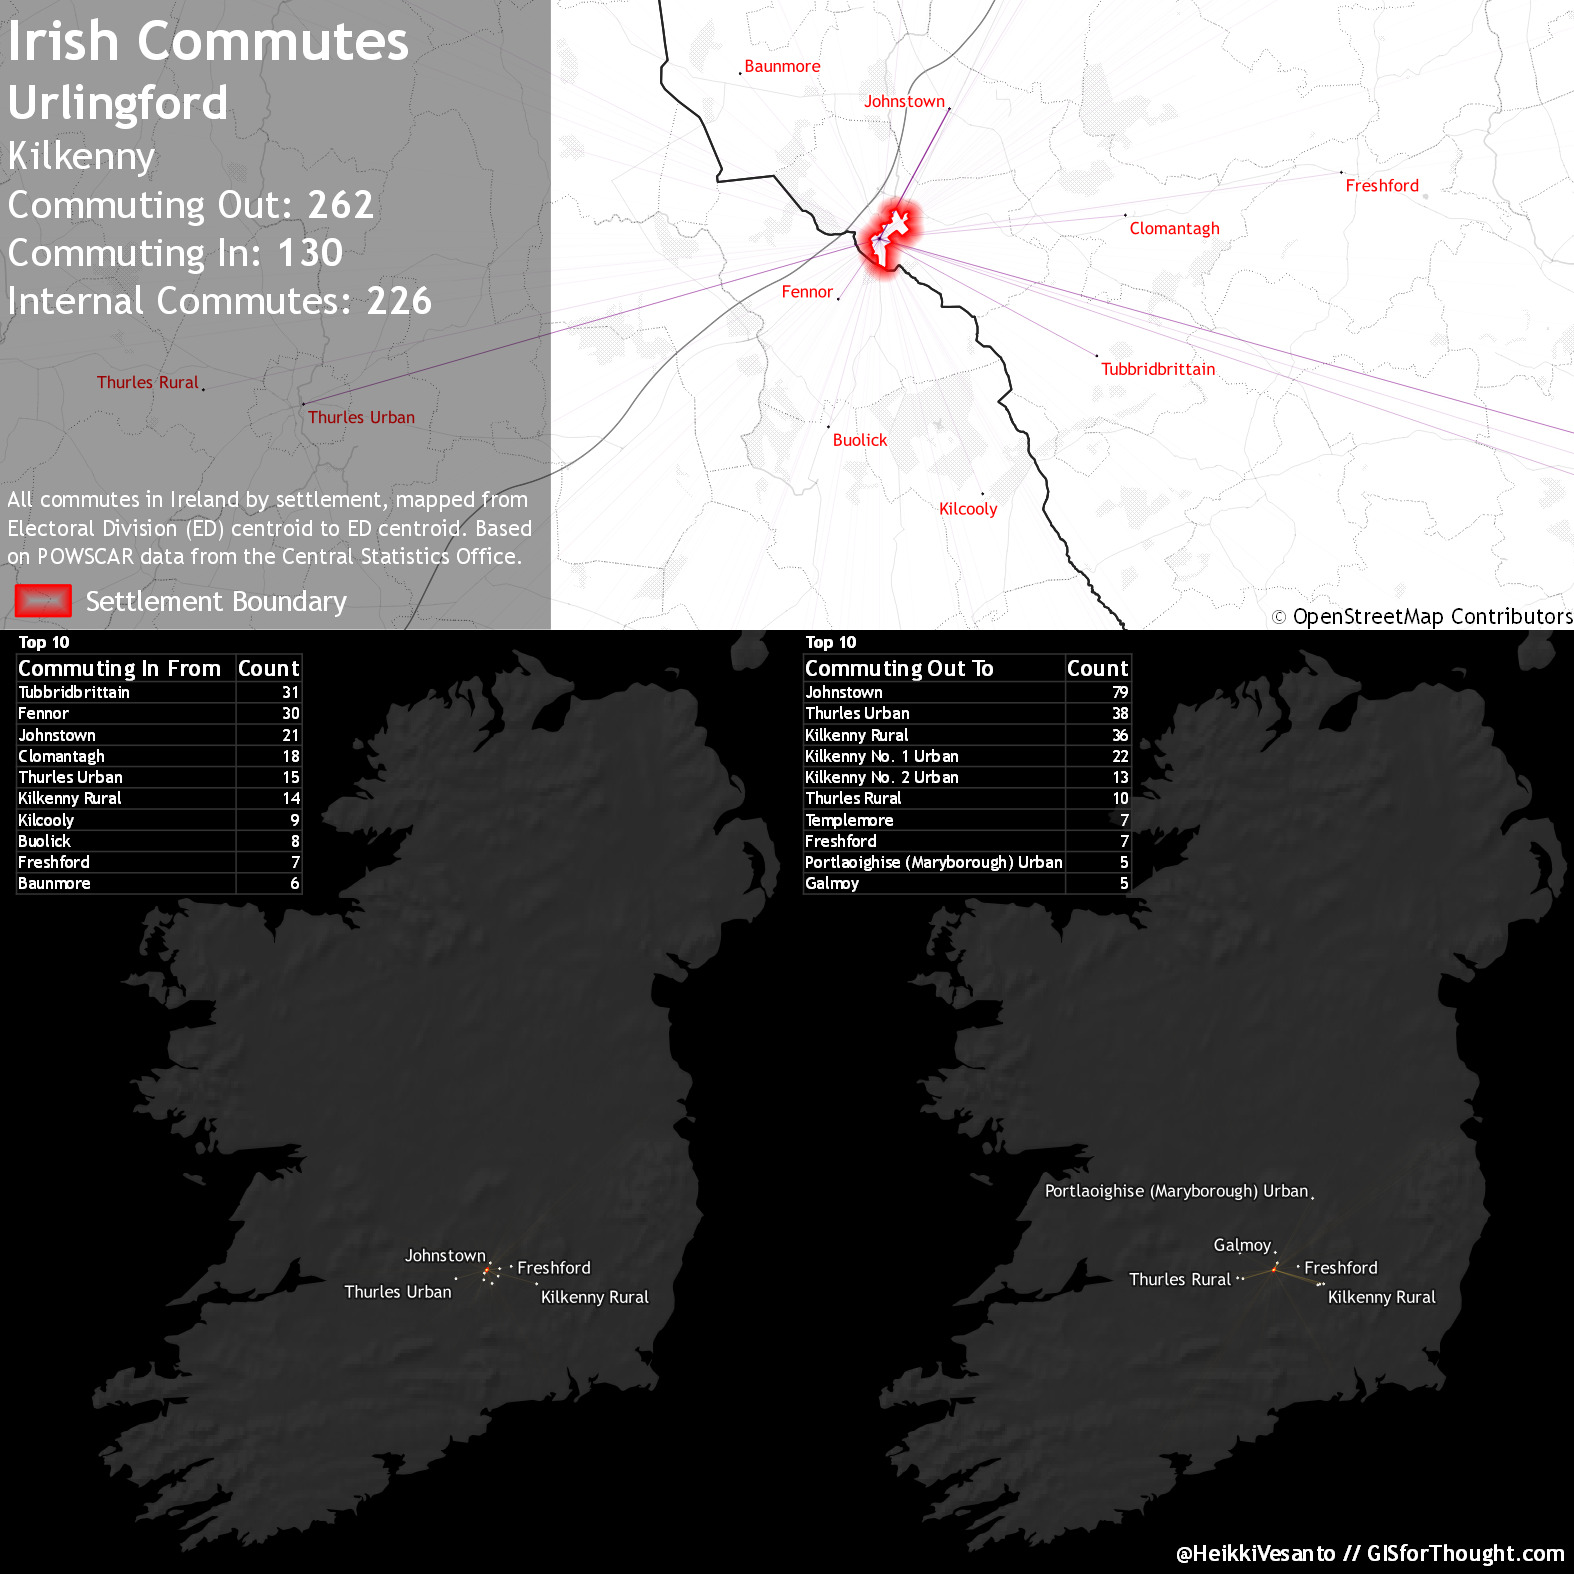 Irish Commutes
Urlingford
Kilkenny
Commuting Out: 262
Commuting In: 130
Internal Commutes: 226
Thurles Rural
Thurles Urban
All commutes in Ireland by settlement, mapped from
Electoral Division (ED) centroid to ED centroid. Based
on POWSCAR data from the Central Statistics Office.
Settlement Boundary
Baunmore
Johnstown
Freshford
Clomantagh
Fennor
Tubbridbrittain
Buolick
Kilcooly
© OpenStreetMap Contributors
Top 10
Commuting In From Count
Tubbridbrittain 31
Fennor 30
Johnstown 21
Clomantagh 18
Thurles Urban 15
Kilkenny Rural 14
Kilcooly 9
Buolick 8
Freshford 7
Baunmore 6
Johnstown
Freshford
Thurles Urban
Kilkenny Rural
Top 10
Commuting Out To Count
Johnstown 79
Thurles Urban 38
Kilkenny Rural 36
Kilkenny No. 1 Urban 22
Kilkenny No. 2 Urban 13
Thurles Rural 10
Templemore 7
Freshford 7
Portlaoighise (Maryborough) Urban 5
Galmoy 5
Portlaoighise (Maryborough) Urban
Galmoy
Freshford
Thurles Rural
Kilkenny Rural
@HeikkiVesanto // GISforThought.com